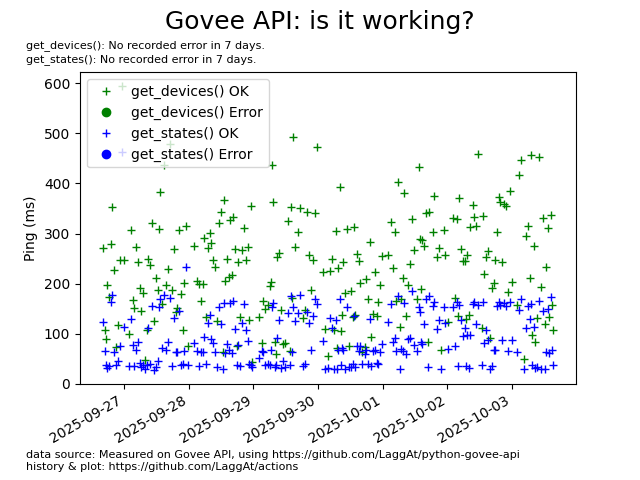 Govee API: is it working?
get_devices(): No recorded error in 7 days.
get_states(): No recorded error in 7 days.
600
500
400
300
200
100
0
Ping (ms)
get_devices() OK
get_devices() Error
get_states() OK
get_states() Error
2025-09-27
2025-09-28
2025-09-29
2025-09-30
2025-10-01
2025-10-02
2025-10-03
data source: Measured on Govee API, using https://github.com/LaggAt/python-govee-api
history & plot: https://github.com/LaggAt/actions